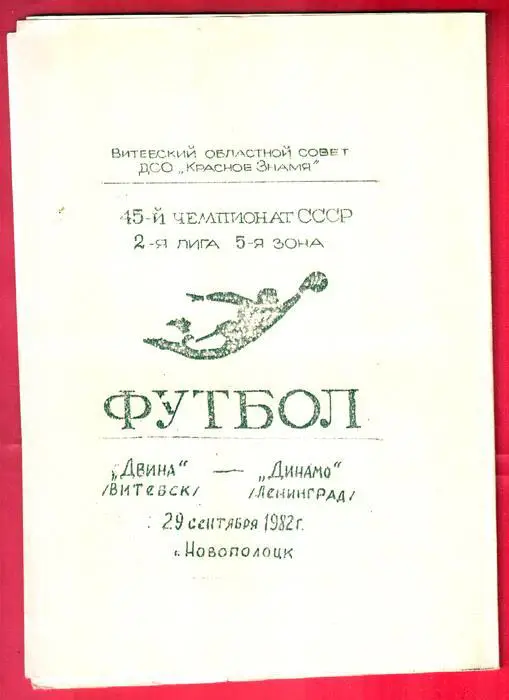 Витебский областной совет
ДСО „Красное Знамя"
45-й чемпионат СССР
2-я лига 5-я зона
ФУТБОЛ
„Двина" — „Динамо"
/Витебск/ /Ленинград/
29 сентября 1982 г.
г. Новополоцк